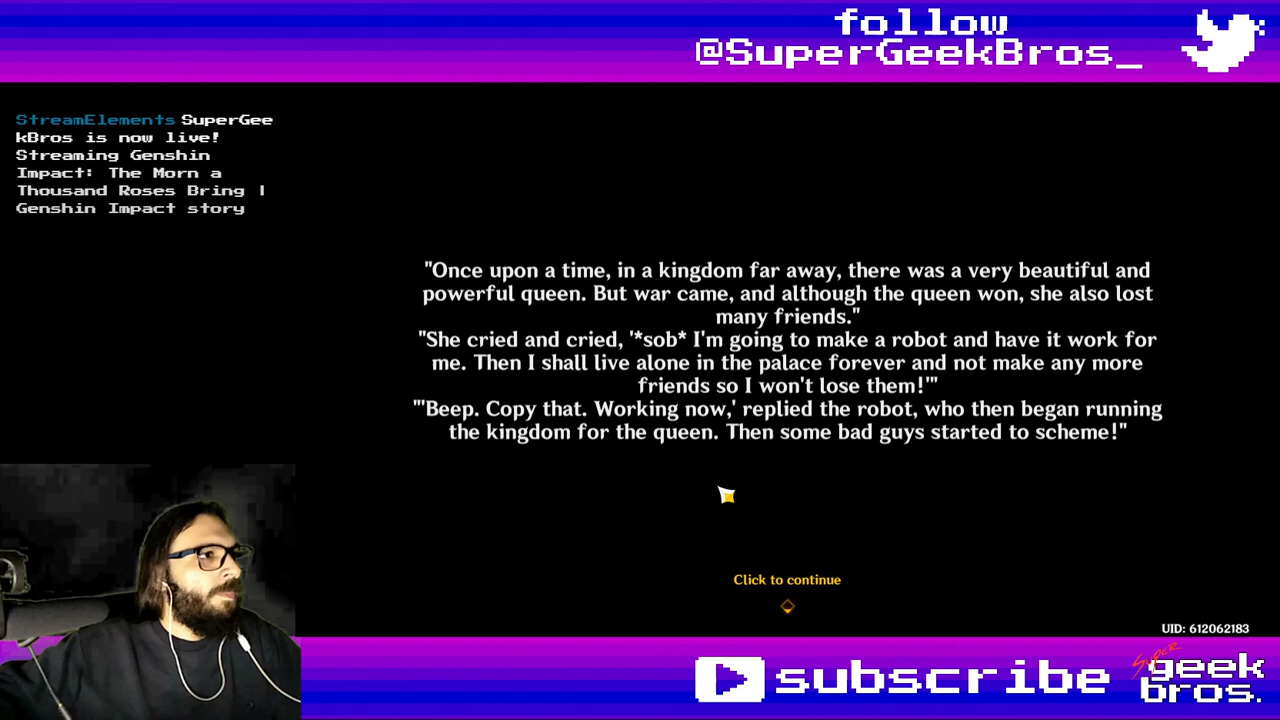 follow
@SuperGeekBros_
StreamElements SuperGee
kBros is now live!
Streaming Genshin
Impact: The Morn a
Thousand Roses Bring |
Genshin Impact story
"Once upon a time, in a kingdom far away, there was a very beautiful and
powerful queen. But war came, and although the queen won, she also lost
many friends."
"She cried and cried, '*sob* I'm going to make a robot and have it work for
me. Then I shall live alone in the palace forever and not make any more
friends so I won't lose them!'"
"'Beep. Copy that. Working now,' replied the robot, who then began running
the kingdom for the queen. Then some bad guys started to scheme!"
Click to continue
UID: 612062183
subscribe
SUPER
geek
bros.